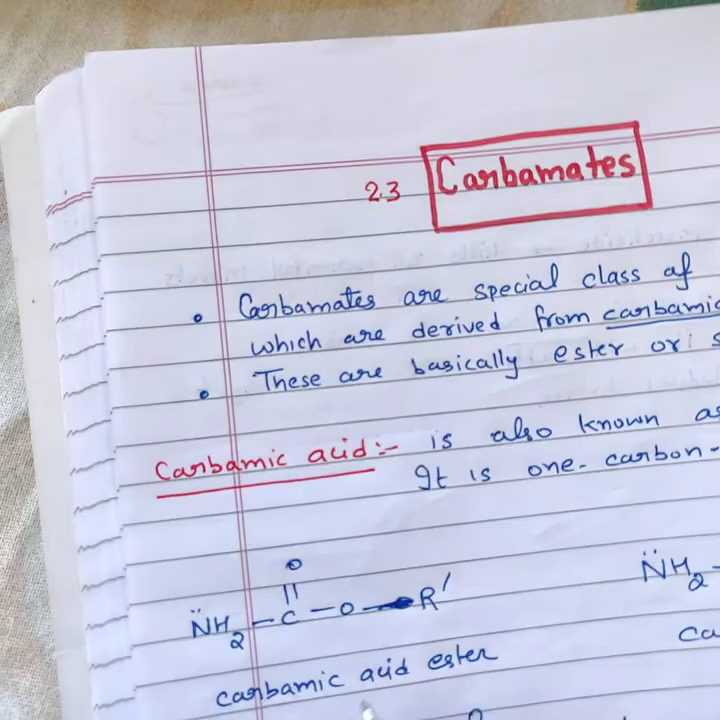 2.3 Carbamates
• Carbamates are special class of
which are derived from carbamic
• These are basically ester or
Carbamic acid:- is also known as
It is one-carbon-
O
||
N̈H2-C-O-R' N̈H2-
carbamic acid ester